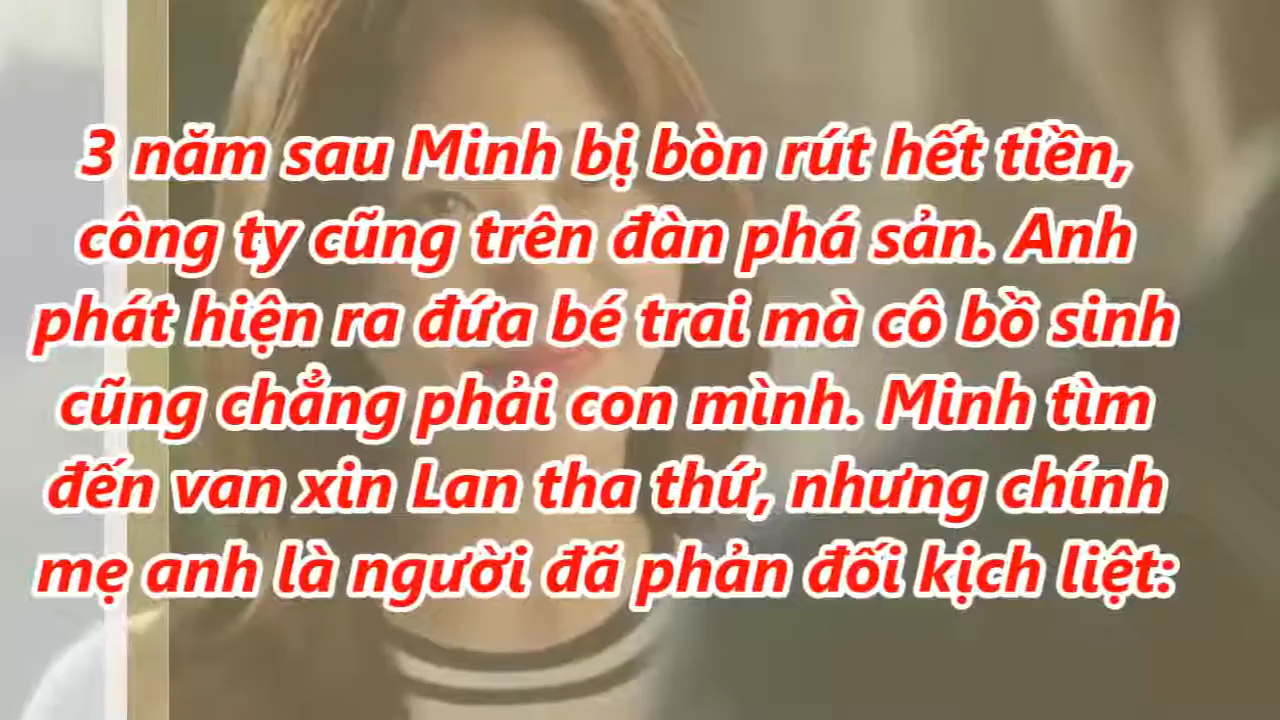 3 năm sau Minh bị bòn rút hết tiền,
công ty cũng trên đàn phá sản. Anh
phát hiện ra đứa bé trai mà cô bồ sinh
cũng chẳng phải con mình. Minh tìm
đến van xin Lan tha thứ, nhưng chính
mẹ anh là người đã phản đối kịch liệt: